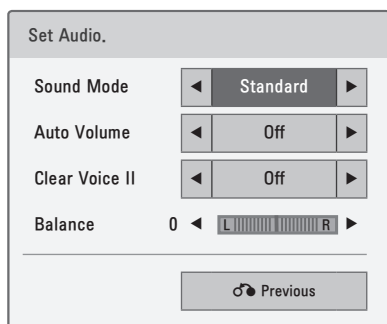 Set Audio.
Sound Mode ◄ Standard ►
Auto Volume ◄ Off ►
Clear Voice II ◄ Off ►
Balance 0 ◄ L R ►
Previous